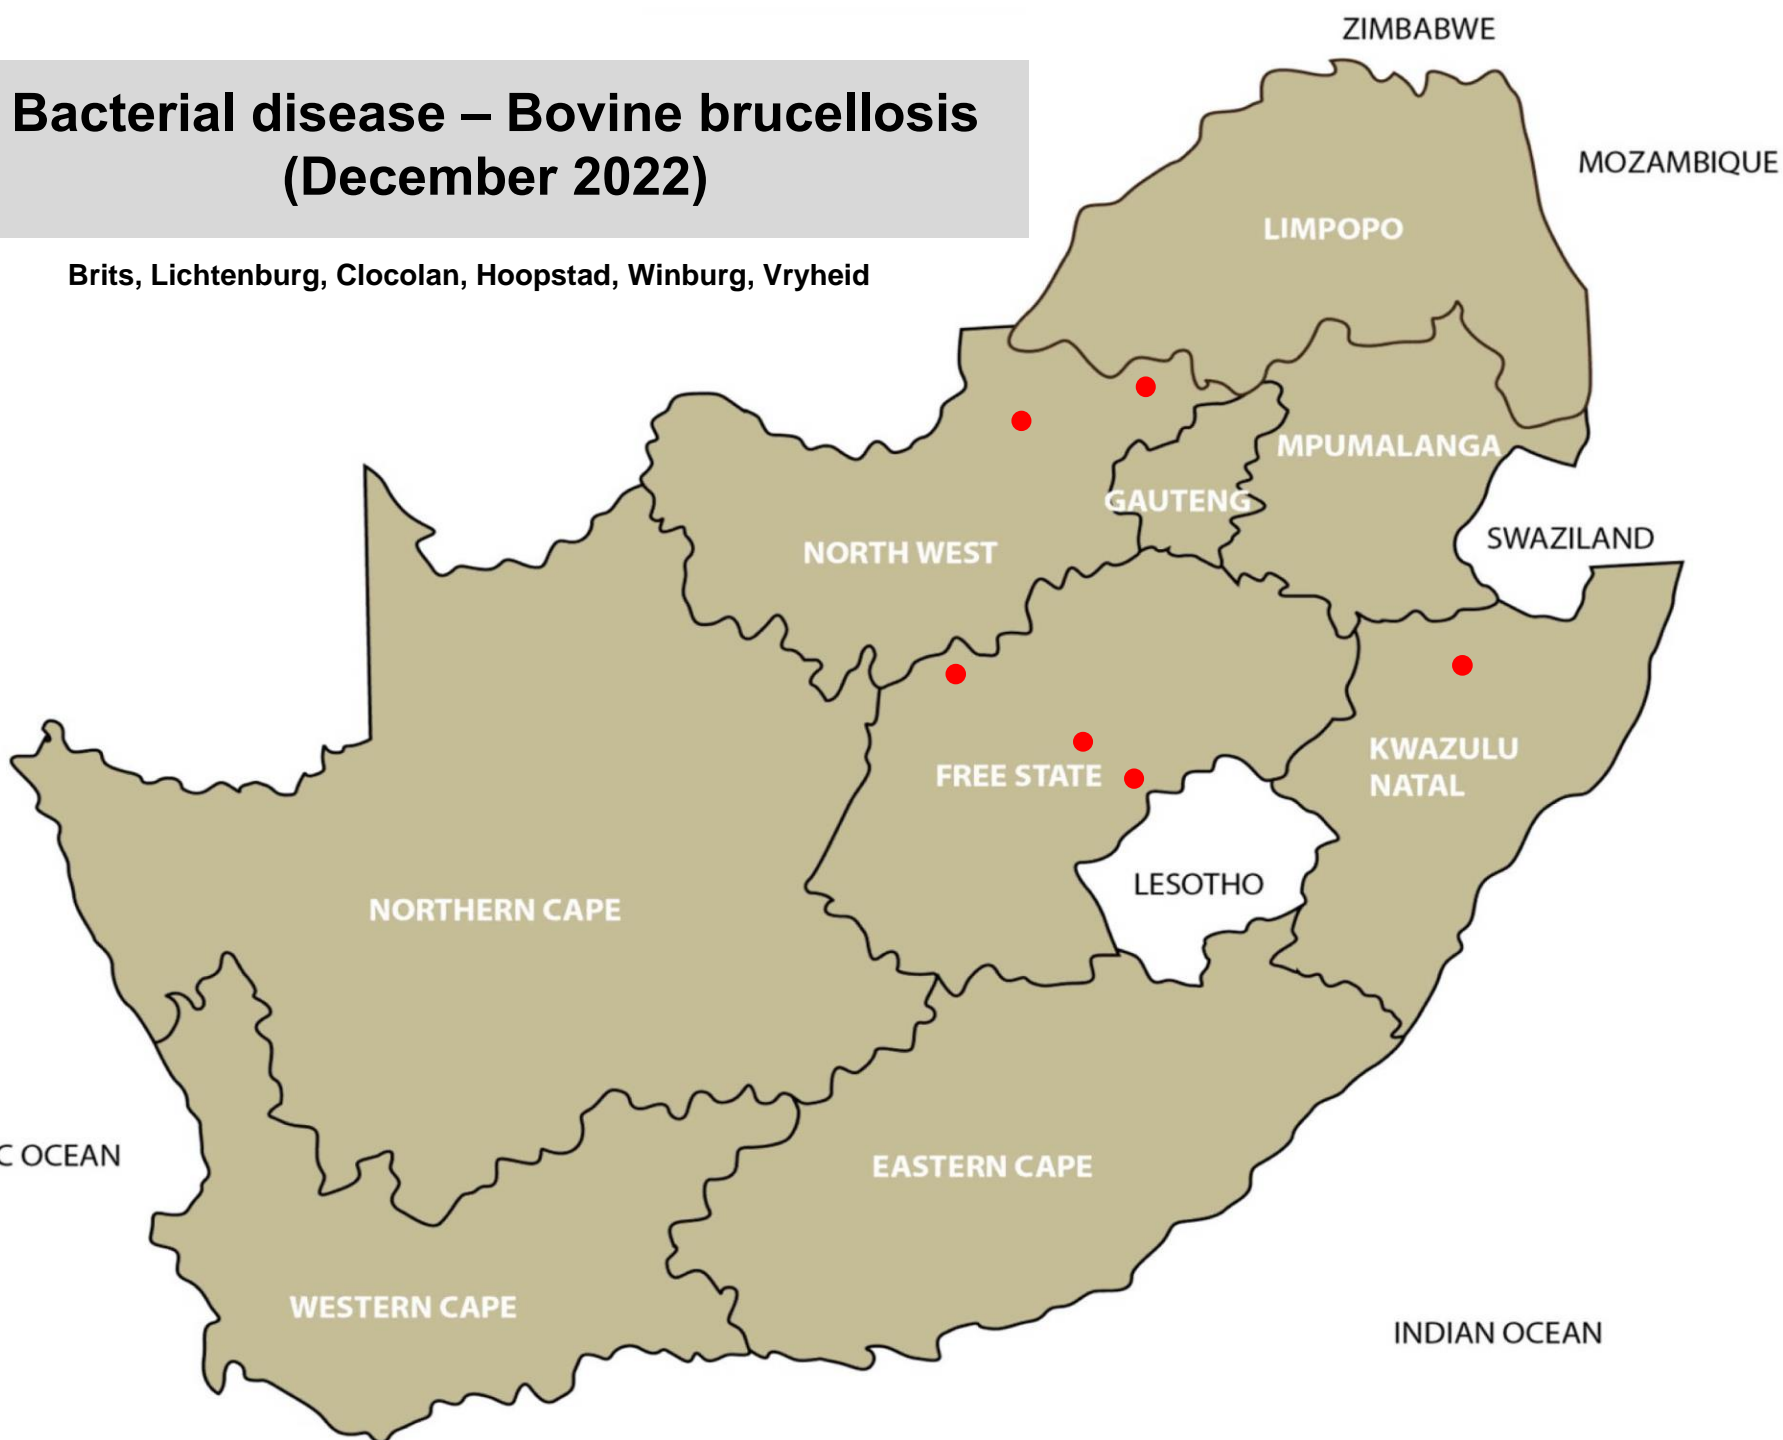 ZIMBABWE
Bacterial disease – Bovine brucellosis
(December 2022)
MOZAMBIQUE
LIMPOPO
Brits, Lichtenburg, Clocolan, Hoopstad, Winburg, Vryheid
MPUMALANGA
GAUTENG
SWAZILAND
NORTH WEST
KWAZULU
NATAL
FREE STATE
LESOTHO
NORTHERN CAPE
C OCEAN
EASTERN CAPE
WESTERN CAPE
INDIAN OCEAN